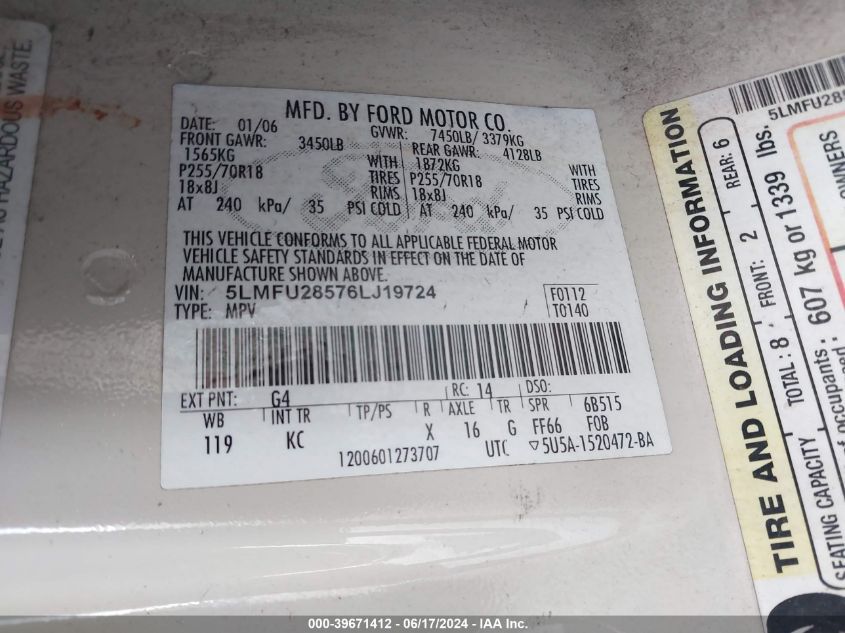 HAZARDOUS WASTE.
MFD. BY FORD MOTOR CO.
DATE: 01/06 GVWR: 7450LB/ 3379KG
FRONT GAWR: 3450LB REAR GAWR: 4128LB
1565KG WITH 1872KG WITH
P255/70R18 TIRES P255/70R18 TIRES
18x8J RIMS 18x8J RIMS
AT 240 kPa/ 35 PSI COLD AT 240 kPa/ 35 PSI COLD
THIS VEHICLE CONFORMS TO ALL APPLICABLE FEDERAL MOTOR
VEHICLE SAFETY STANDARDS IN EFFECT ON THE DATE OF
MANUFACTURE SHOWN ABOVE.
VIN: 5LMFU28576LJ19724 F0112
TYPE: MPV T0140
EXT PNT: G4 RC: 14 DSO:
WB INT TR TP/PS R AXLE TR SPR 6B515
119 KC X 16 G FF66 FOB
1200601273707 UTC 5U5A-1520472-BA
5LMFU285
TIRE AND LOADING INFORMATION
SEATING CAPACITY TOTAL: 8 FRONT: 2 REAR: 6
of occupants: 607 kg or 1339 lbs.
OWNERS
000-39671412 - 06/17/2024 - IAA Inc.